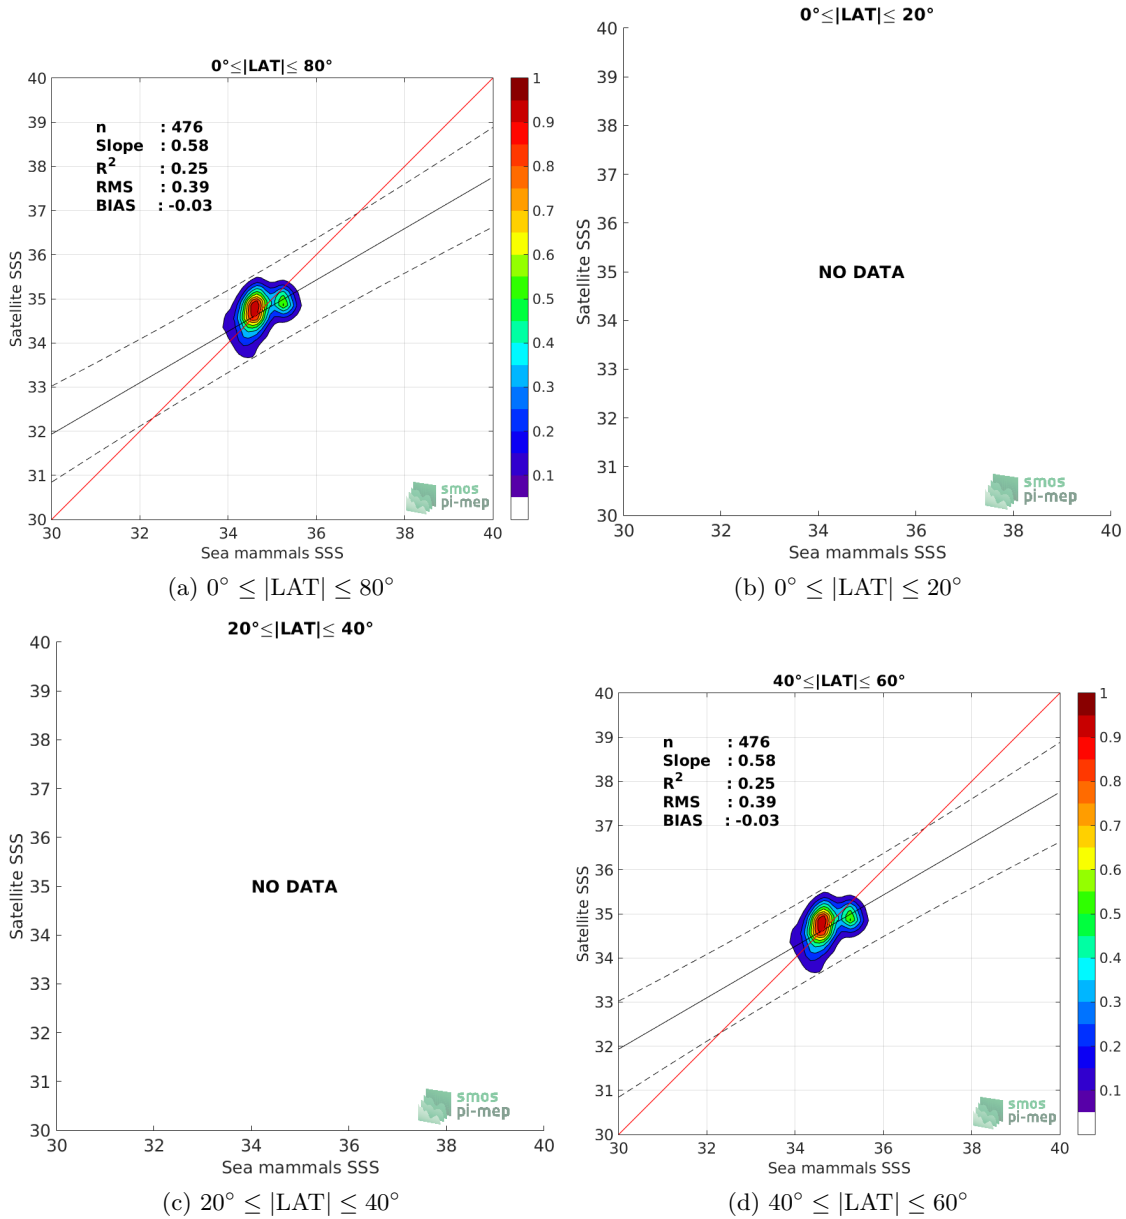 0°≤|LAT|≤ 80°
40
39
38
37
36
35
34
33
32
31
30
Satellite SSS
n : 476
Slope : 0.58
R² : 0.25
RMS : 0.39
BIAS : -0.03
smos
pi-mep
30 32 34 36 38 40
Sea mammals SSS
1
0.9
0.8
0.7
0.6
0.5
0.4
0.3
0.2
0.1
(a) 0° ≤ |LAT| ≤ 80°
0°≤|LAT|≤ 20°
40
39
38
37
36
35
34
33
32
31
30
Satellite SSS
NO DATA
smos
pi-mep
30 32 34 36 38 40
Sea mammals SSS
(b) 0° ≤ |LAT| ≤ 20°
20°≤|LAT|≤ 40°
40
39
38
37
36
35
34
33
32
31
30
Satellite SSS
NO DATA
smos
pi-mep
30 32 34 36 38 40
Sea mammals SSS
(c) 20° ≤ |LAT| ≤ 40°
40°≤|LAT|≤ 60°
40
39
38
37
36
35
34
33
32
31
30
Satellite SSS
n : 476
Slope : 0.58
R² : 0.25
RMS : 0.39
BIAS : -0.03
smos
pi-mep
30 32 34 36 38 40
Sea mammals SSS
1
0.9
0.8
0.7
0.6
0.5
0.4
0.3
0.2
0.1
(d) 40° ≤ |LAT| ≤ 60°